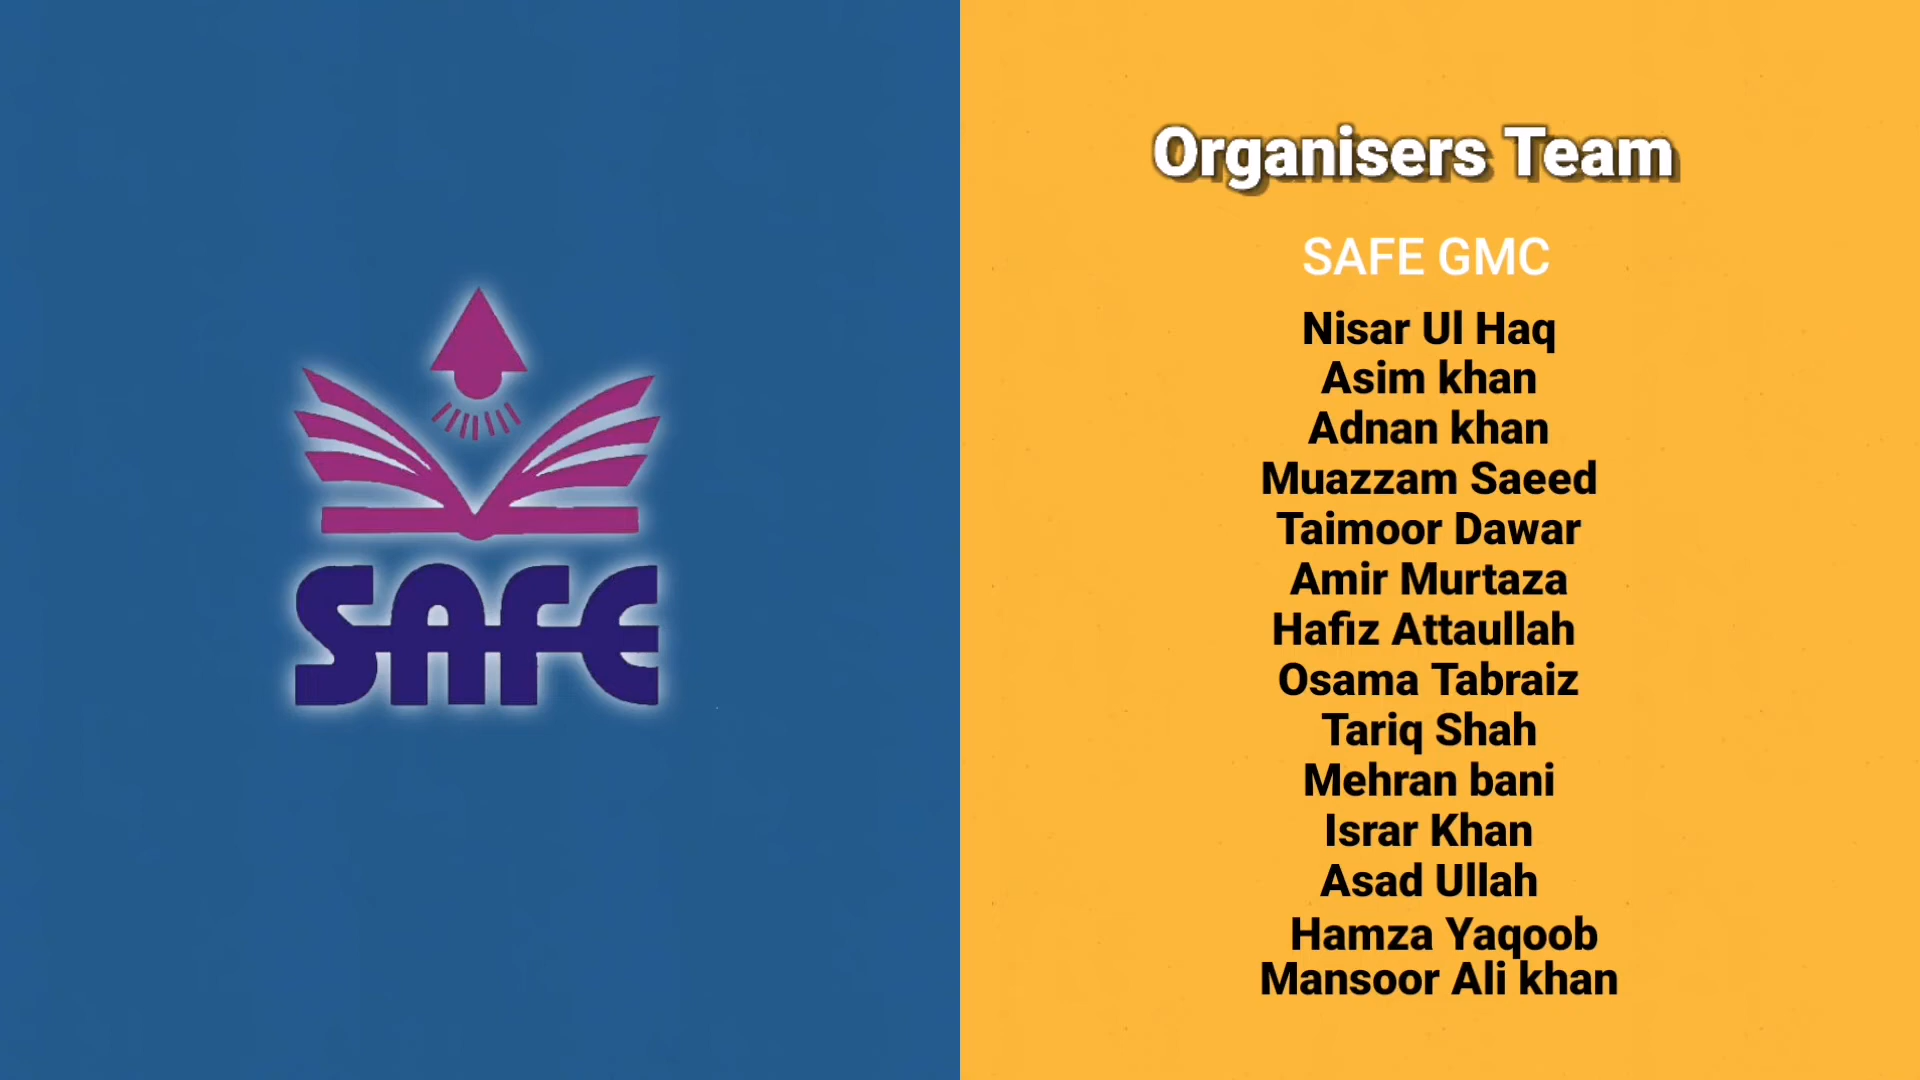 SAFE
Organisers Team
SAFE GMC
Nisar Ul Haq
Asim khan
Adnan khan
Muazzam Saeed
Taimoor Dawar
Amir Murtaza
Hafiz Attaullah
Osama Tabraiz
Tariq Shah
Mehran bani
Israr Khan
Asad Ullah
Hamza Yaqoob
Mansoor Ali khan